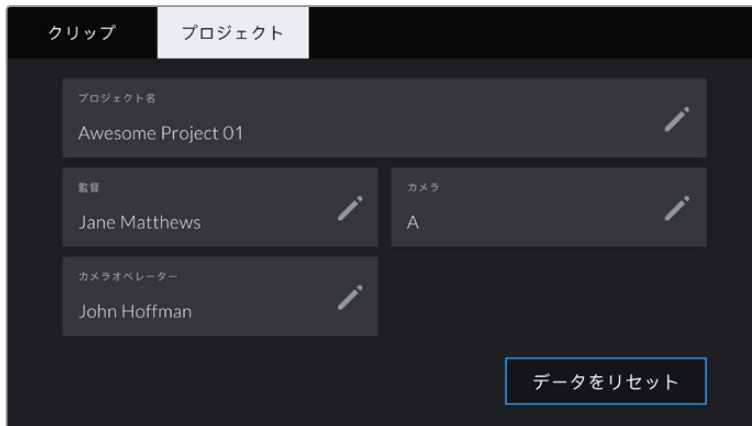 クリップ
プロジェクト
プロジェクト名
Awesome Project 01
監督
Jane Matthews
カメラ
A
カメラオペレーター
John Hoffman
データをリセット